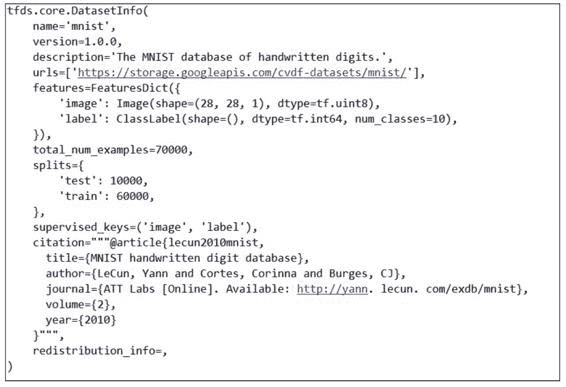 tfds.core.DatasetInfo(
    name='mnist',
    version=1.0.0,
    description='The MNIST database of handwritten digits.',
    urls=['https://storage.googleapis.com/cvdf-datasets/mnist/'],
    features=FeaturesDict({
        'image': Image(shape=(28, 28, 1), dtype=tf.uint8),
        'label': ClassLabel(shape=(), dtype=tf.int64, num_classes=10),
    }),
    total_num_examples=70000,
    splits={
        'test': 10000,
        'train': 60000,
    },
    supervised_keys=('image', 'label'),
    citation="""@article{lecun2010mnist,
      title={MNIST handwritten digit database},
      author={LeCun, Yann and Cortes, Corinna and Burges, CJ},
      journal={ATT Labs [Online]. Available: http://yann. lecun. com/exdb/mnist},
      volume={2},
      year={2010}
    }""",
    redistribution_info=,
)